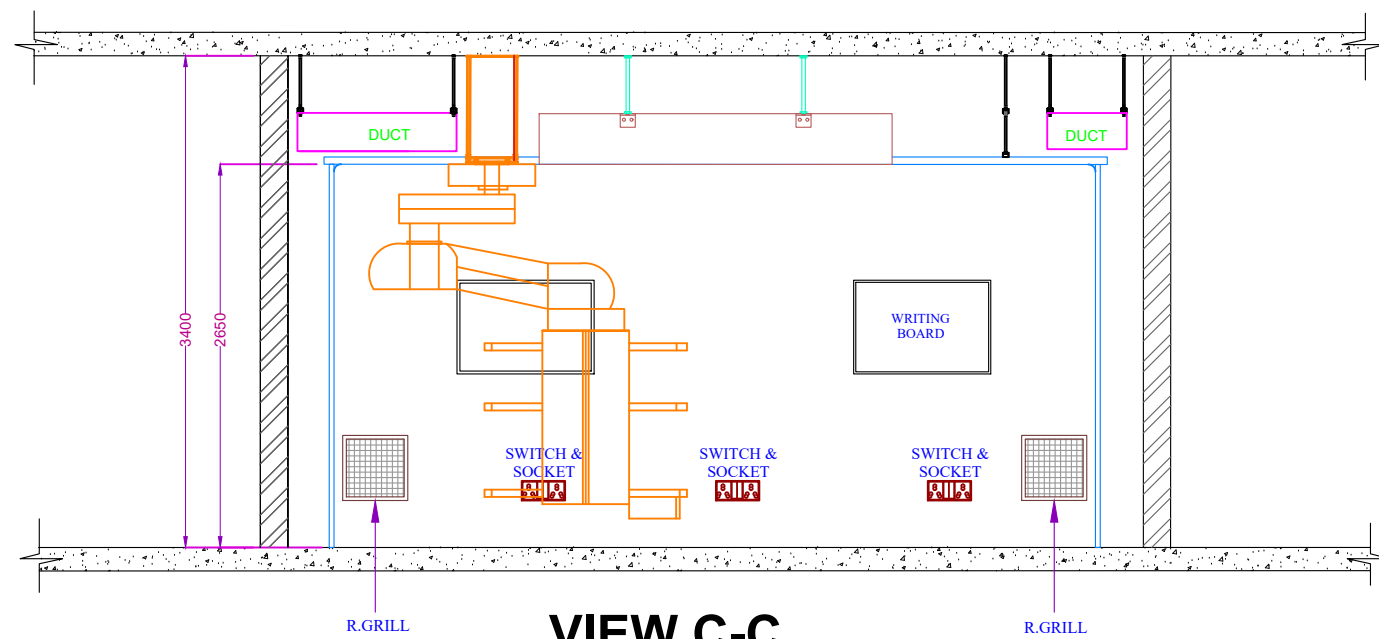 DUCT
DUCT
3400
2650
WRITING
BOARD
SWITCH &
SOCKET
SWITCH &
SOCKET
SWITCH &
SOCKET
R.GRILL
VIEW C-C
R.GRILL